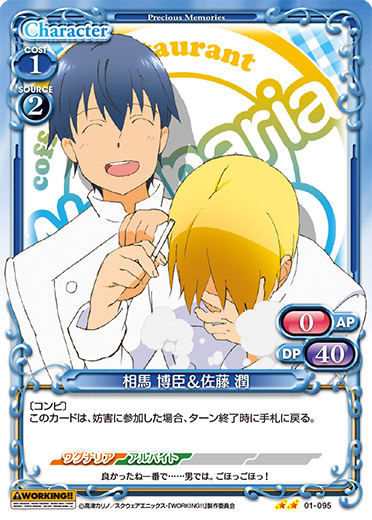 Precious Memories
Character
COST
1
SOURCE
2
Restaurant
Wagnaria
0 AP
DP 40
相馬 博臣&佐藤 潤
〔コンビ〕
このカードは、妨害に参加した場合、ターン終了時に手札に戻る。
ワグナリア アルバイト
良かったね一番で……男では。ごほっごほっ!
WORKING!!
©高津カリノ/スクウェアエニックス・「WORKING!!」製作委員会
01-095